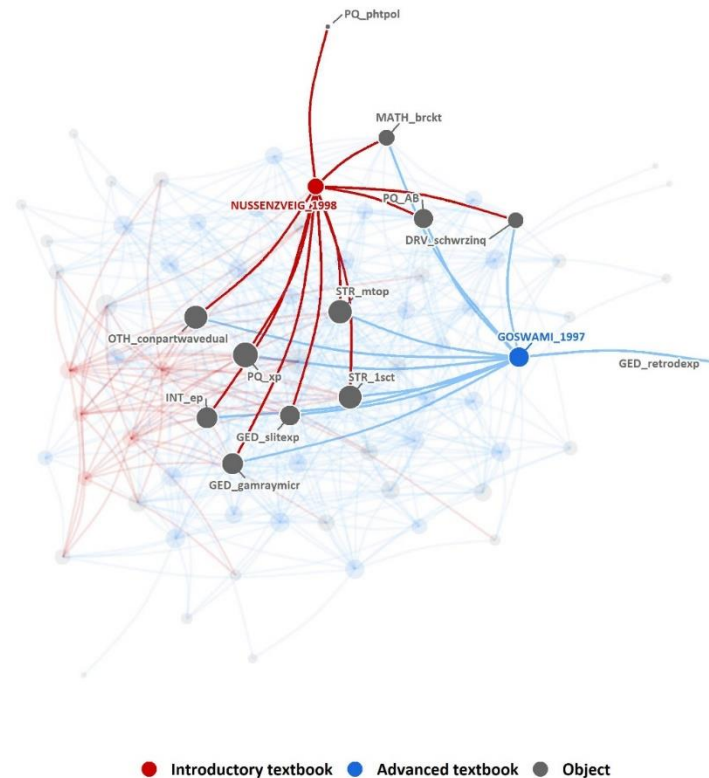 PQ_phtpol
MATH_brckt
NUSSENZVEIG_1998
PQ_AB
DRV_schwrzinq
STR_mtop
OTH_conpartwavedual
GOSWAMI_1997
GED_retrodexp
PQ_xp
STR_1sct
INT_ep
GED_slitexp
GED_gamraymicr
Introductory textbook Advanced textbook Object